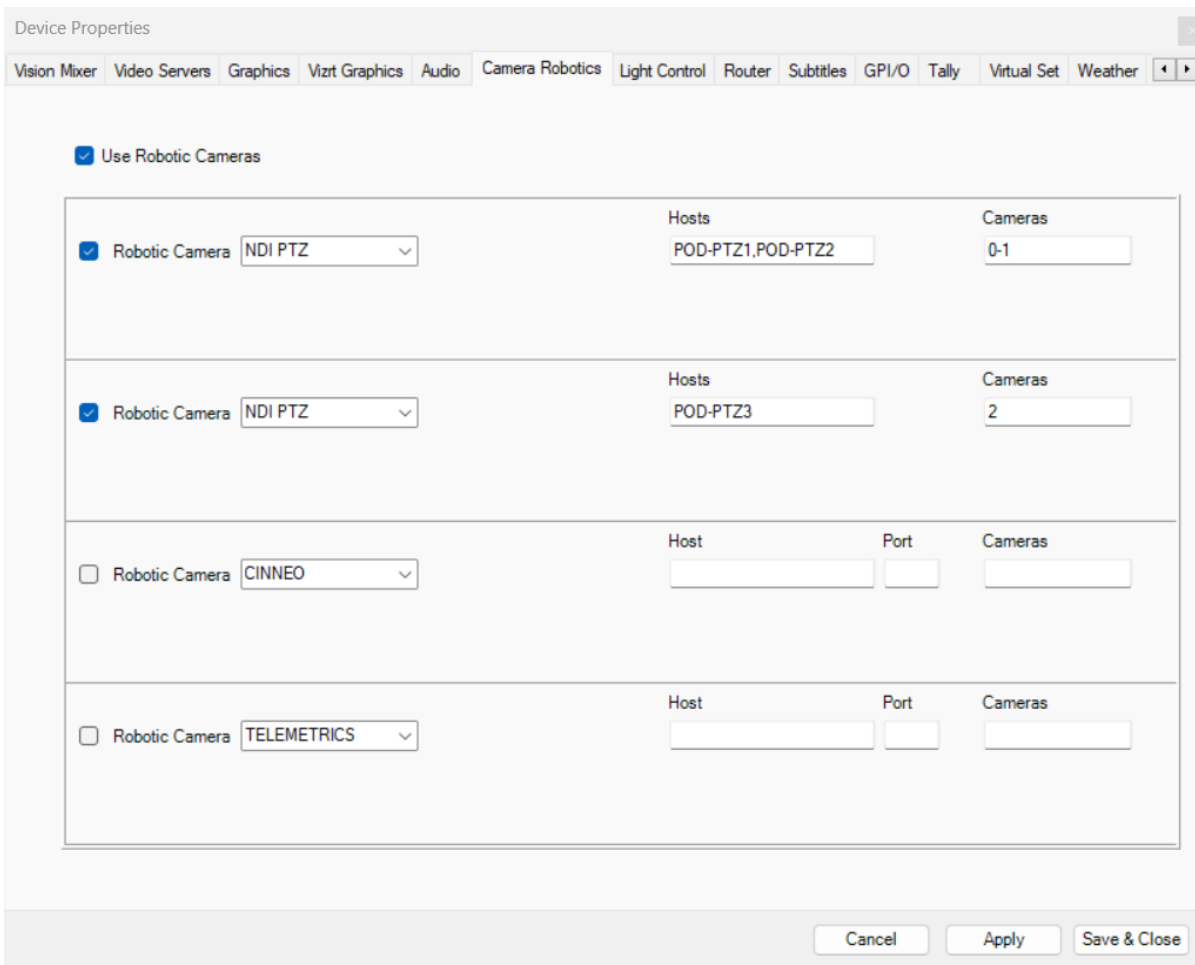 Device Properties
Vision Mixer Video Servers Graphics Vizrt Graphics Audio Camera Robotics Light Control Router Subtitles GPI/O Tally Virtual Set Weather
Use Robotic Cameras
Hosts Cameras
Robotic Camera NDI PTZ POD-PTZ1,POD-PTZ2 0-1
Hosts Cameras
Robotic Camera NDI PTZ POD-PTZ3 2
Host Port Cameras
Robotic Camera CINNEO
Host Port Cameras
Robotic Camera TELEMETRICS
Cancel Apply Save & Close